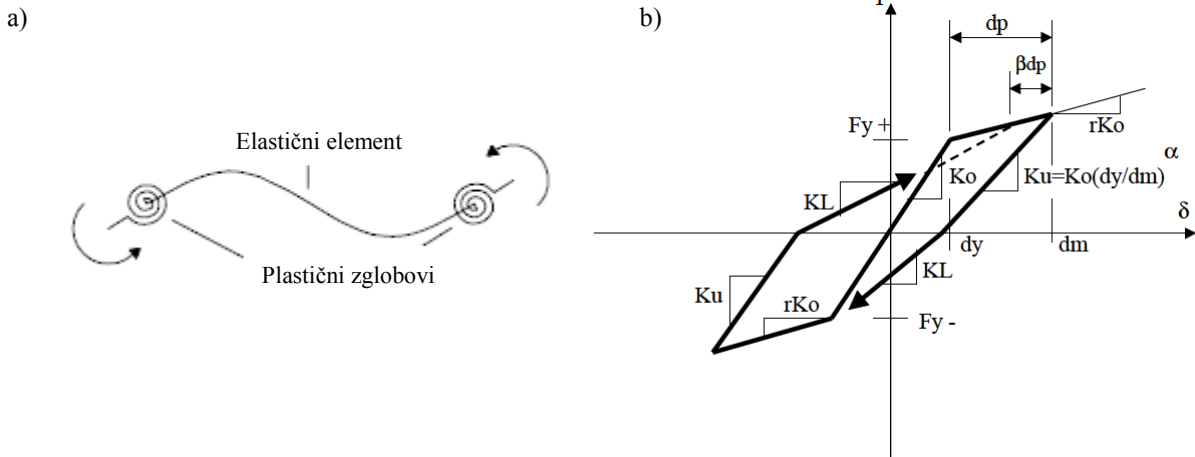 a)
Elastični element
Plastični zglobovi
b)
dp
βdp
Fy +
rKo
α
Ko
Ku=Ko(dy/dm)
KL
δ
dy
dm
KL
Ku
rKo
Fy -